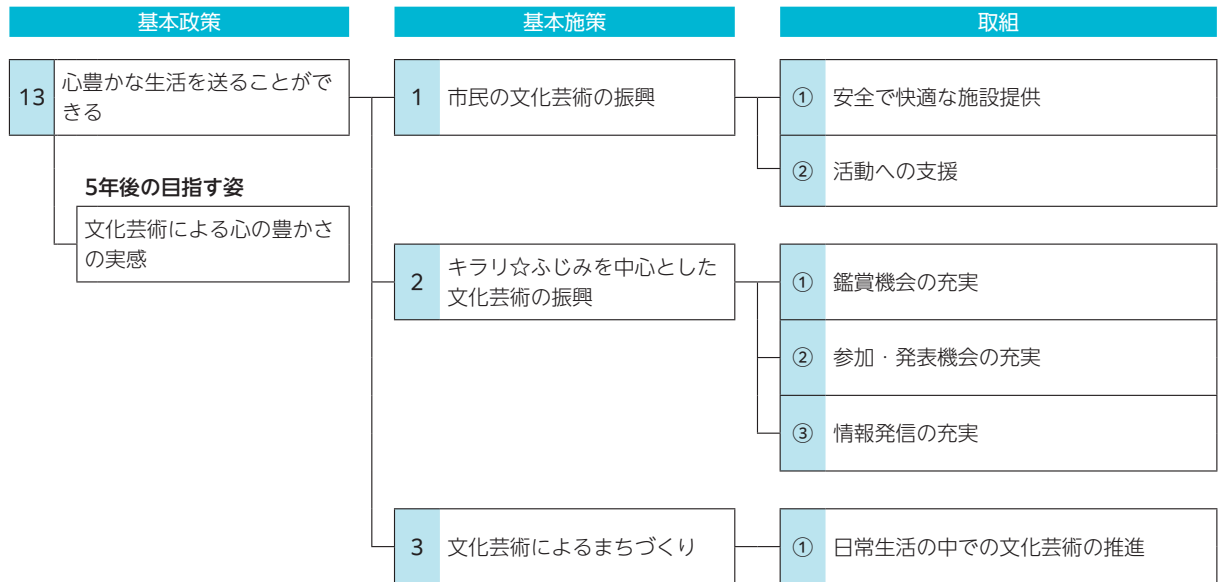 基本政策
基本施策
取組
13
心豊かな生活を送ることがで
きる
5年後の目指す姿
文化芸術による心の豊かさ
の実感
1
市民の文化芸術の振興
①
安全で快適な施設提供
②
活動への支援
2
キラリ☆ふじみを中心とした
文化芸術の振興
①
鑑賞機会の充実
②
参加・発表機会の充実
③
情報発信の充実
3
文化芸術によるまちづくり
①
日常生活の中での文化芸術の推進